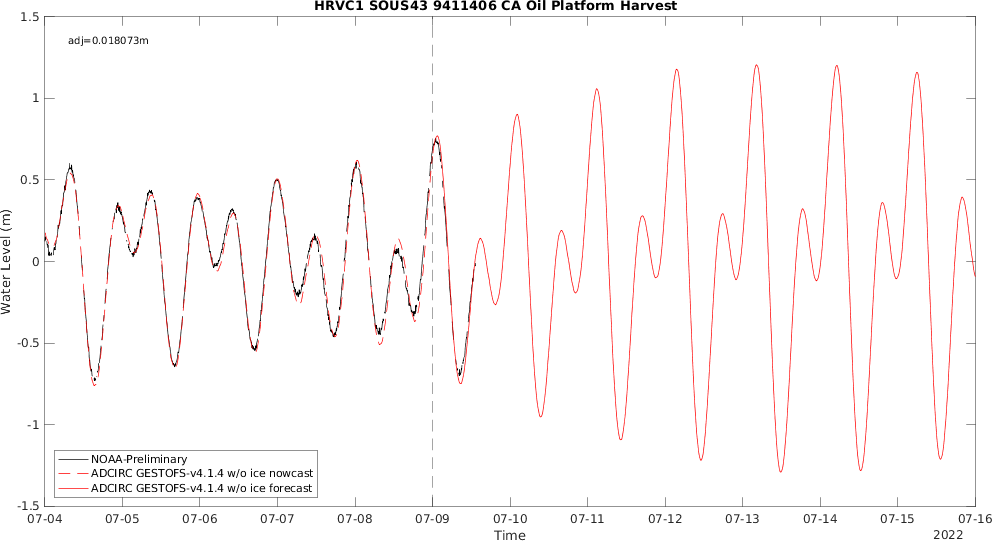 HRVC1 SOUS43 9411406 CA Oil Platform Harvest
adj=0.018073m
1.5
1
0.5
0
-0.5
-1
-1.5
Water Level (m)
NOAA-Preliminary
ADCIRC GESTOFS-v4.1.4 w/o ice nowcast
ADCIRC GESTOFS-v4.1.4 w/o ice forecast
07-04 07-05 07-06 07-07 07-08 07-09 07-10 07-11 07-12 07-13 07-14 07-15 07-16
Time
2022